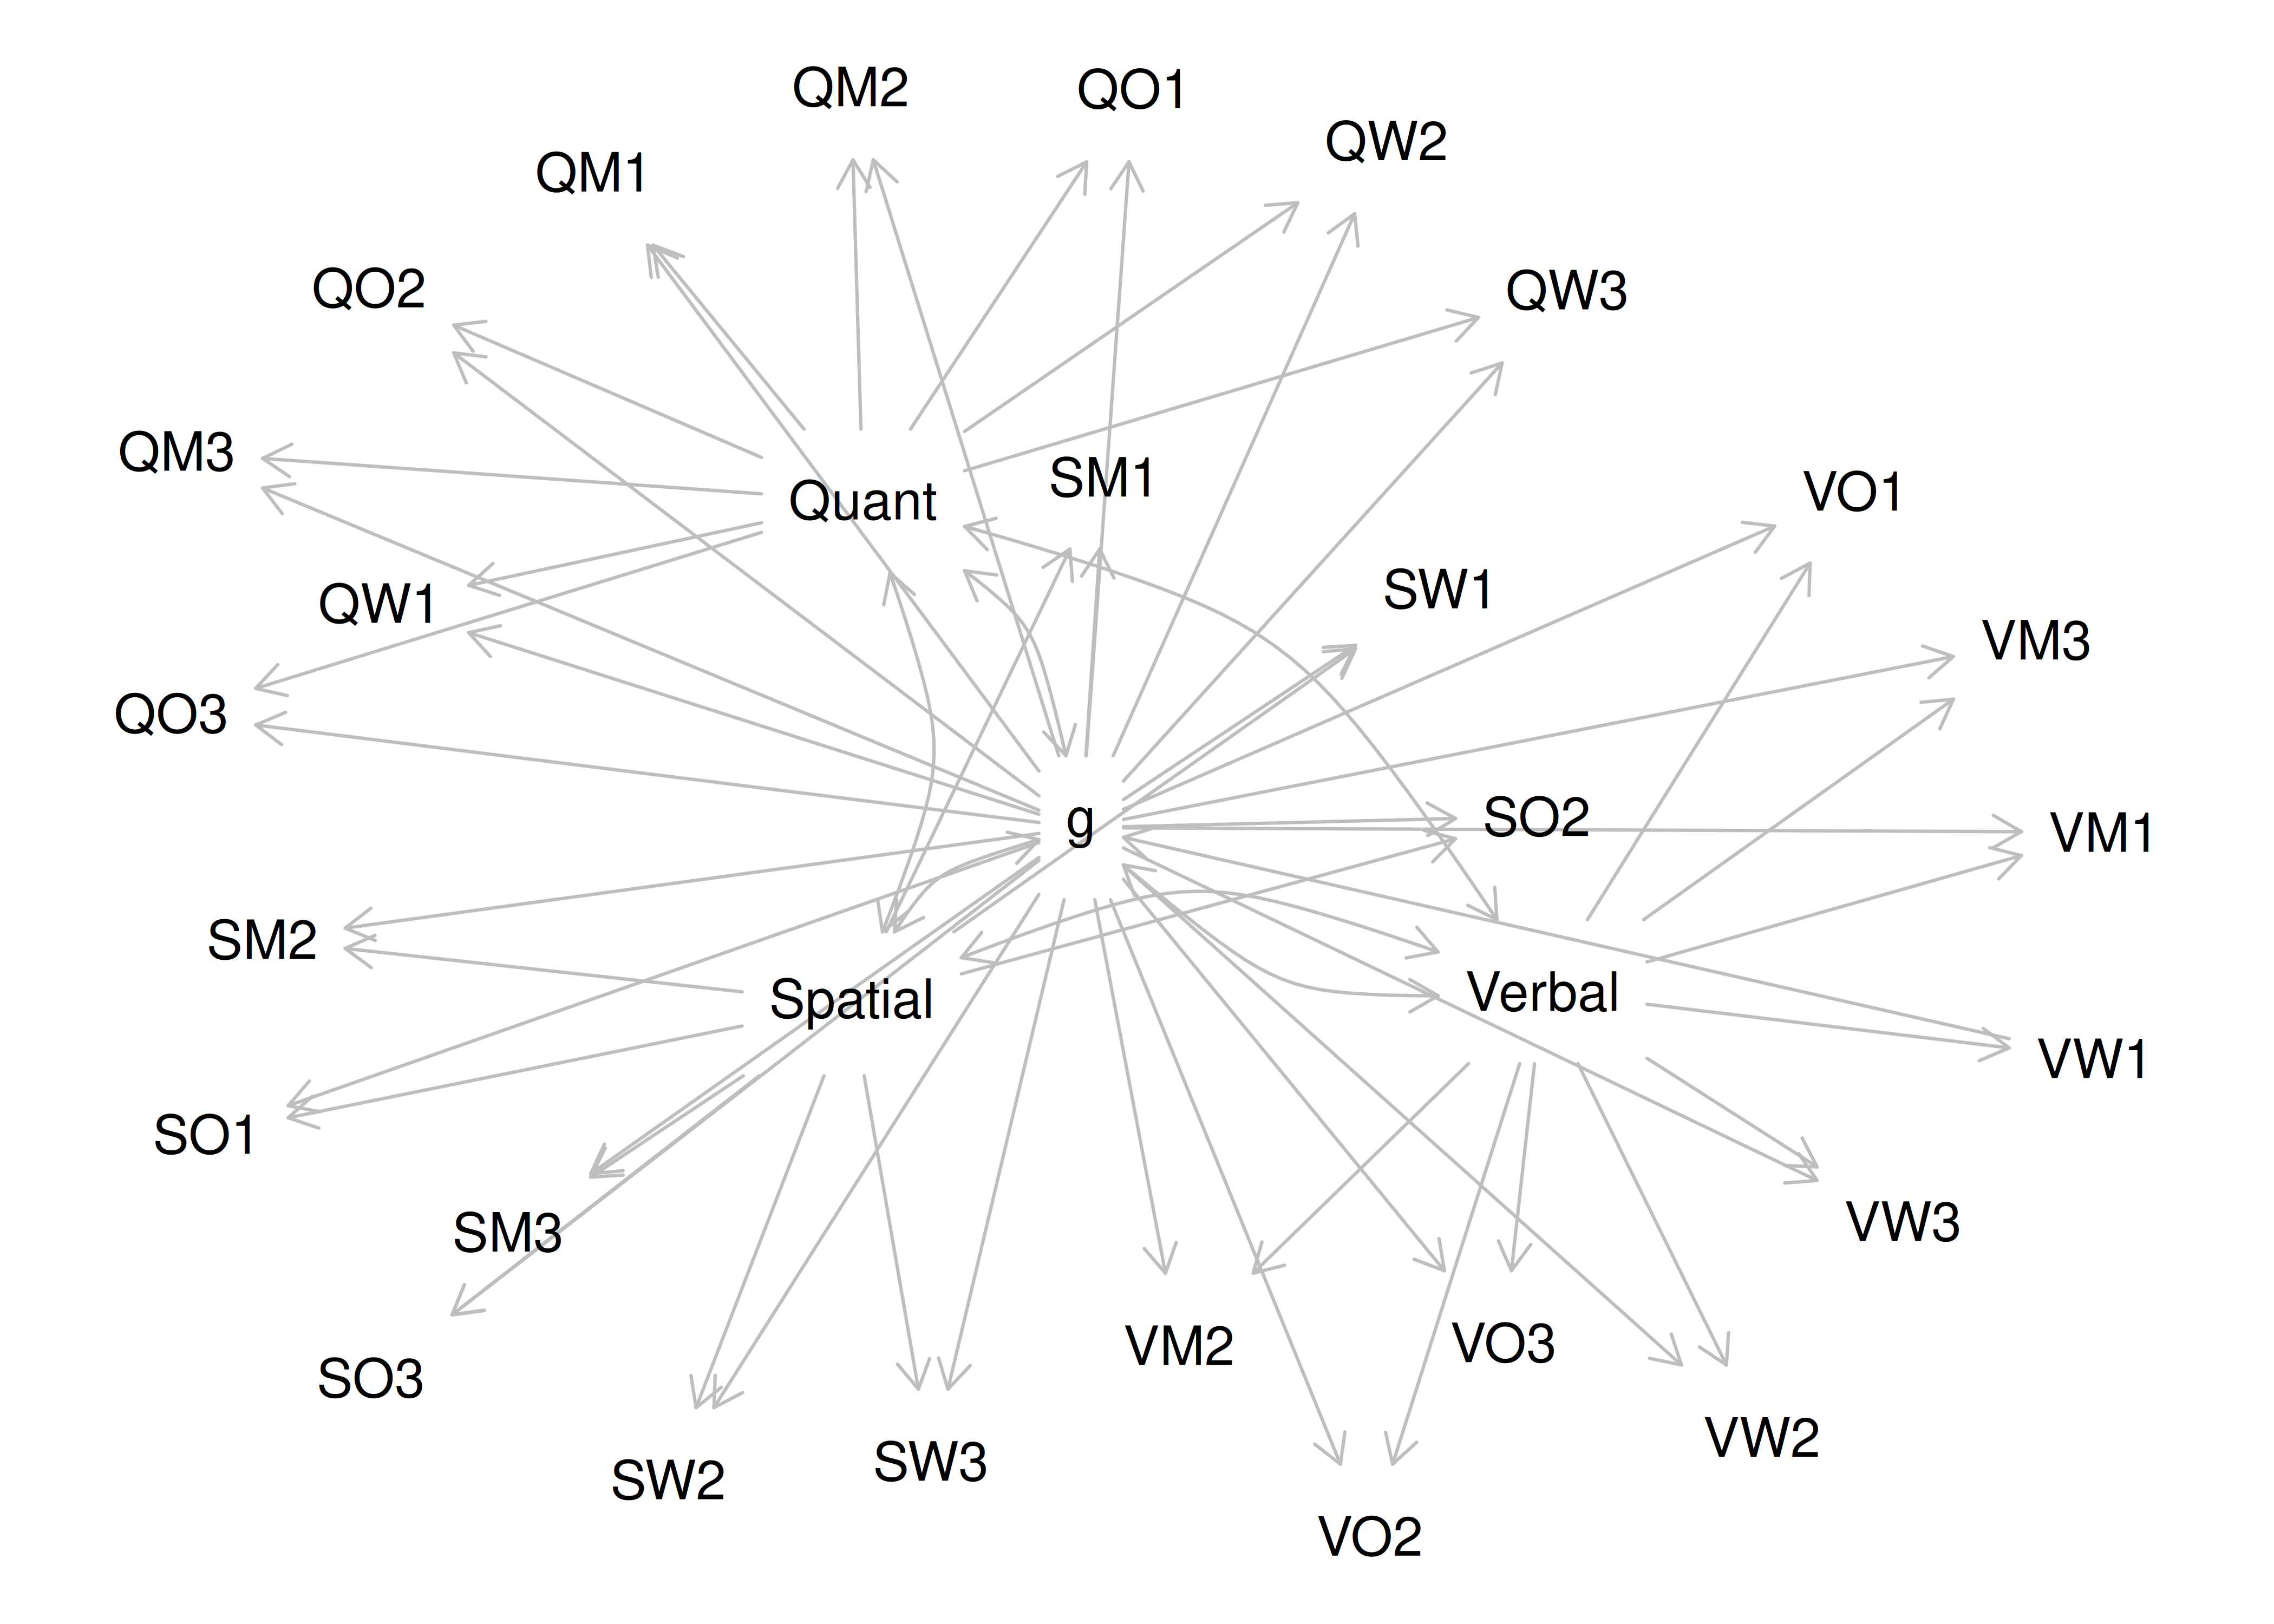 QM2
QO1
QW2
QM1
QO2
QW3
QM3
SM1
Quant
VO1
SW1
QW1
VM3
QO3
g
SO2
VM1
SM2
Spatial
Verbal
VW1
SO1
VW3
SM3
VM2
VO3
SO3
VW2
SW3
SW2
VO2